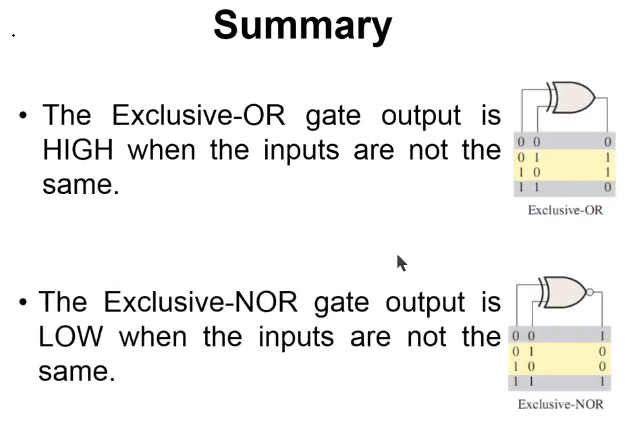 Summary
• The Exclusive-OR gate output is
HIGH when the inputs are not the
same.
0 0 0
0 1 1
1 0 1
1 1 0
Exclusive-OR
• The Exclusive-NOR gate output is
LOW when the inputs are not the
same.
0 0 1
0 1 0
1 0 0
1 1 1
Exclusive-NOR